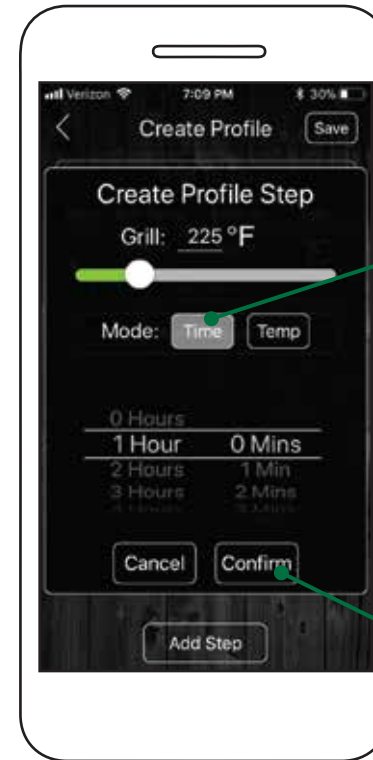 Verizon 7:09 PM 30%
Create Profile Save
Create Profile Step
Grill: 225 °F
Mode: Time Temp
0 Hours
1 Hour 0 Mins
2 Hours 1 Min
3 Hours 2 Mins
Cancel Confirm
Add Step